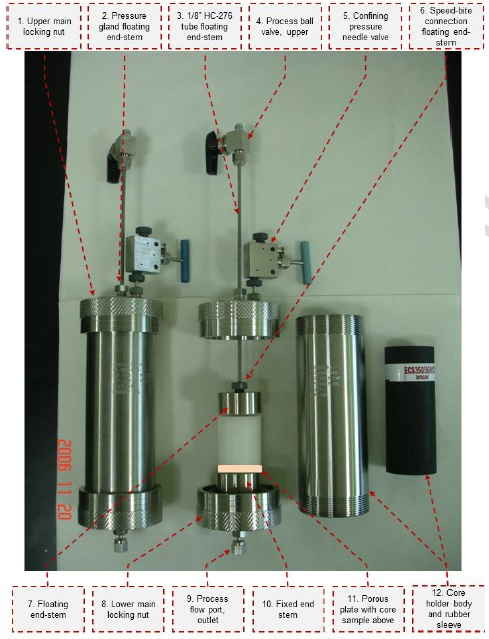 1. Upper main
locking nut
2. Pressure
gland floating
end-stem
3. 1/8" HC-276
tube floating
end-stem
4. Process ball
valve, upper
5. Confining
pressure
needle valve
6. Speed-bite
connection
floating end-
stem
2006 11 20
7. Floating
end-stem
8. Lower main
locking nut
9. Process
flow port,
outlet
10. Fixed end
stem
11. Porous
plate with core
sample above
12. Core
holder body
and rubber
sleeve